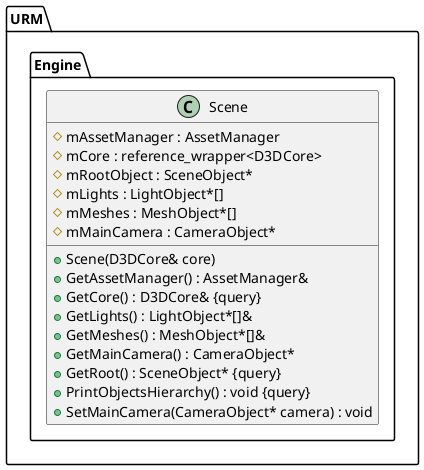 URM
Engine
C Scene
mAssetManager : AssetManager
mCore : reference_wrapper<D3DCore>
mRootObject : SceneObject*
mLights : LightObject*[]
mMeshes : MeshObject*[]
mMainCamera : CameraObject*
Scene(D3DCore& core)
GetAssetManager() : AssetManager&
GetCore() : D3DCore& {query}
GetLights() : LightObject*[]&
GetMeshes() : MeshObject*[]&
GetMainCamera() : CameraObject*
GetRoot() : SceneObject* {query}
PrintObjectsHierarchy() : void {query}
SetMainCamera(CameraObject* camera) : void